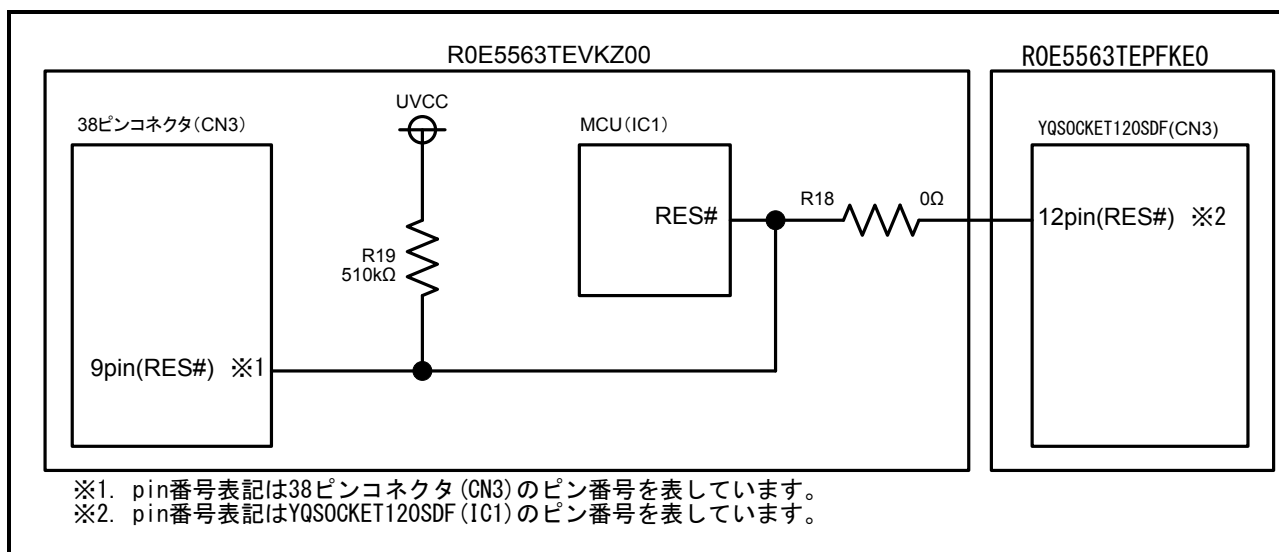 R0E5563TEVKZ00
R0E5563TEPFKE0
UVCC
38ピンコネクタ(CN3)
MCU(IC1)
YQSOCKET120SDF(CN3)
R18 0Ω
RES#
12pin(RES#) ※2
R19
510kΩ
9pin(RES#) ※1
※1. pin番号表記は38ピンコネクタ(CN3)のピン番号を表しています。
※2. pin番号表記はYQSOCKET120SDF(IC1)のピン番号を表しています。